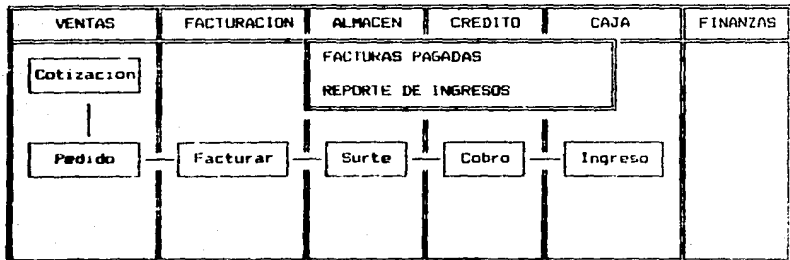 VENTAS FACTURACION ALMACEN CREDITO CAJA FINANZAS
FACTURAS PAGADAS
Cotizacion
REPORTE DE INGRESOS
Pedido Facturar Surte Cobro Ingreso